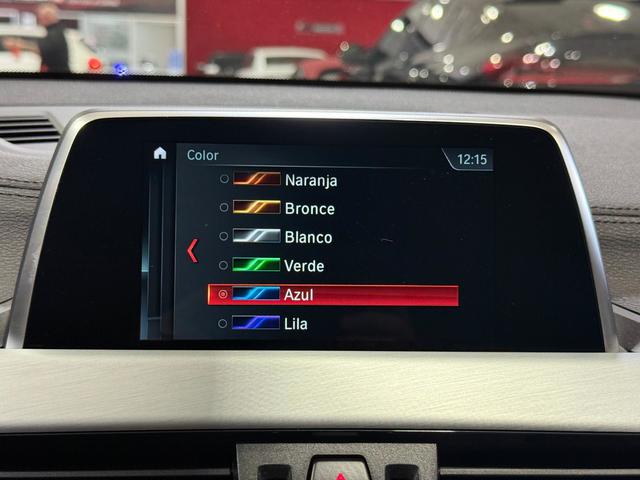 Color
12:15
Naranja
Bronce
Blanco
Verde
Azul
Lila